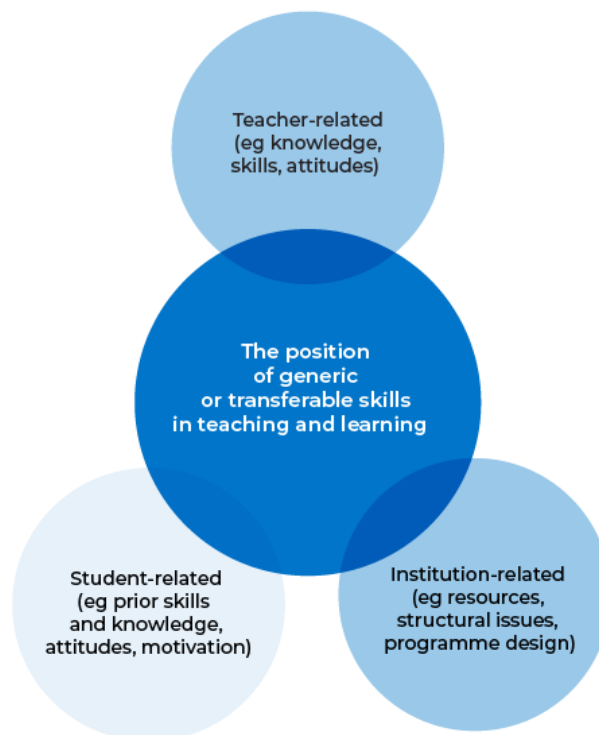 Teacher-related
(eg knowledge,
skills, attitudes)
The position
of generic
or transferable skills
in teaching and learning
Student-related
(eg prior skills
and knowledge,
attitudes, motivation)
Institution-related
(eg resources,
structural issues,
programme design)